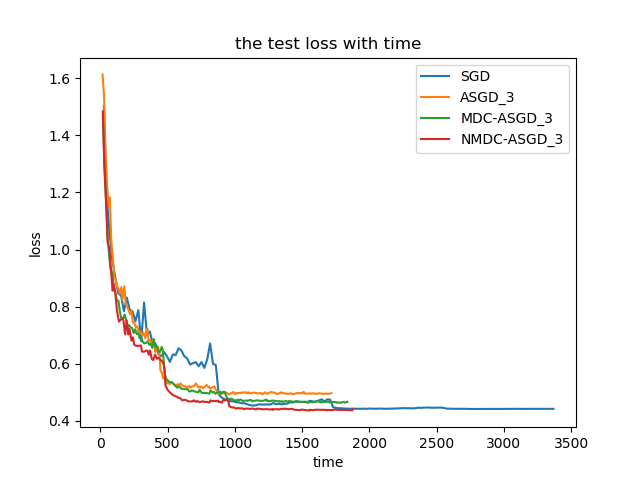 the test loss with time
SGD
ASGD_3
MDC-ASGD_3
NMDC-ASGD_3
1.6
1.4
1.2
1.0
0.8
0.6
0.4
loss
0 500 1000 1500 2000 2500 3000 3500
time